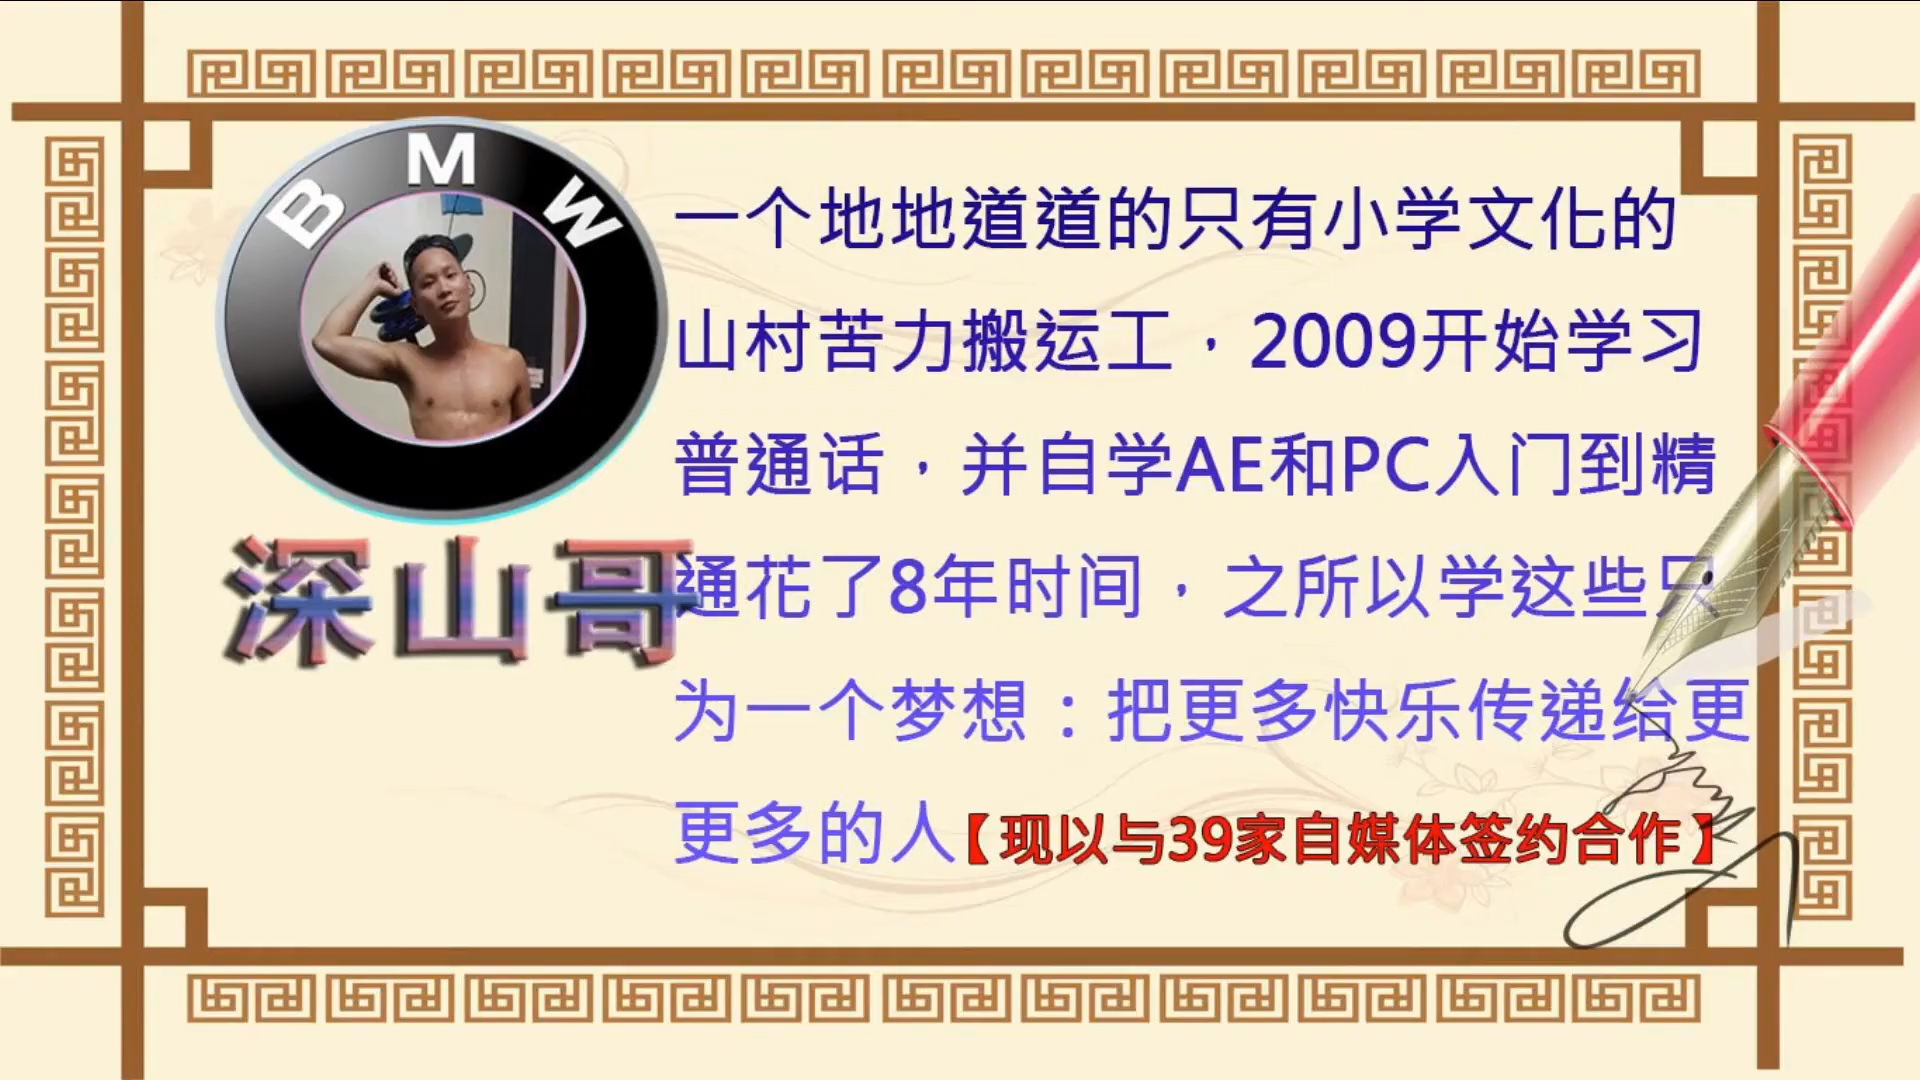 BMW
一个地地道道的只有小学文化的
山村苦力搬运工，2009开始学习
普通话，并自学AE和PC入门到精
深山哥
通花了8年时间，之所以学这些只
为一个梦想：把更多快乐传递给更
更多的人【现以与39家自媒体签约合作】